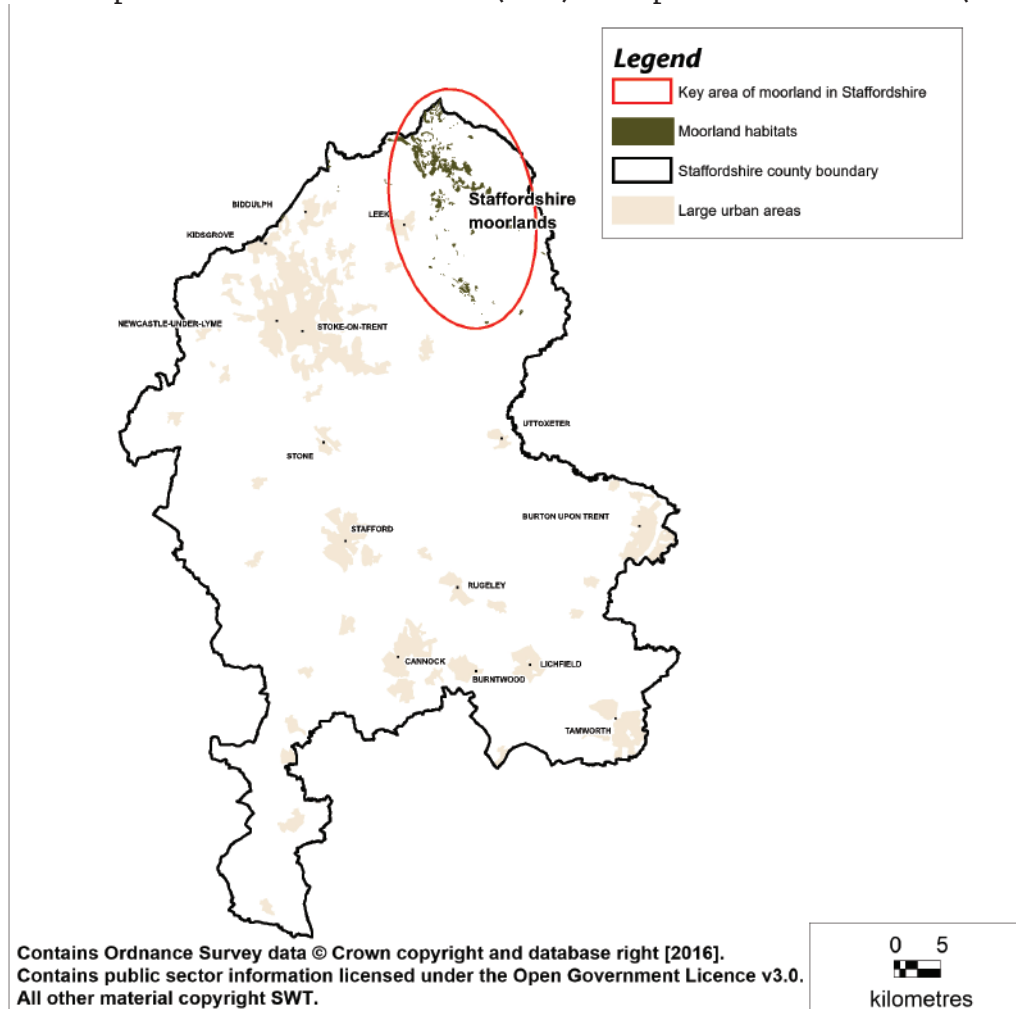 Legend
Key area of moorland in Staffordshire
Moorland habitats
Staffordshire county boundary
Large urban areas
Staffordshire
moorlands
BIDDULPH
LEEK
KIDSGROVE
NEWCASTLE-UNDER-LYME
STOKE-ON-TRENT
UTTOXETER
STONE
BURTON UPON TRENT
STAFFORD
RUGELEY
CANNOCK
LICHFIELD
BURNTWOOD
TAMWORTH
Contains Ordnance Survey data © Crown copyright and database right [2016].
Contains public sector information licensed under the Open Government Licence v3.0.
All other material copyright SWT.
0 5
kilometres